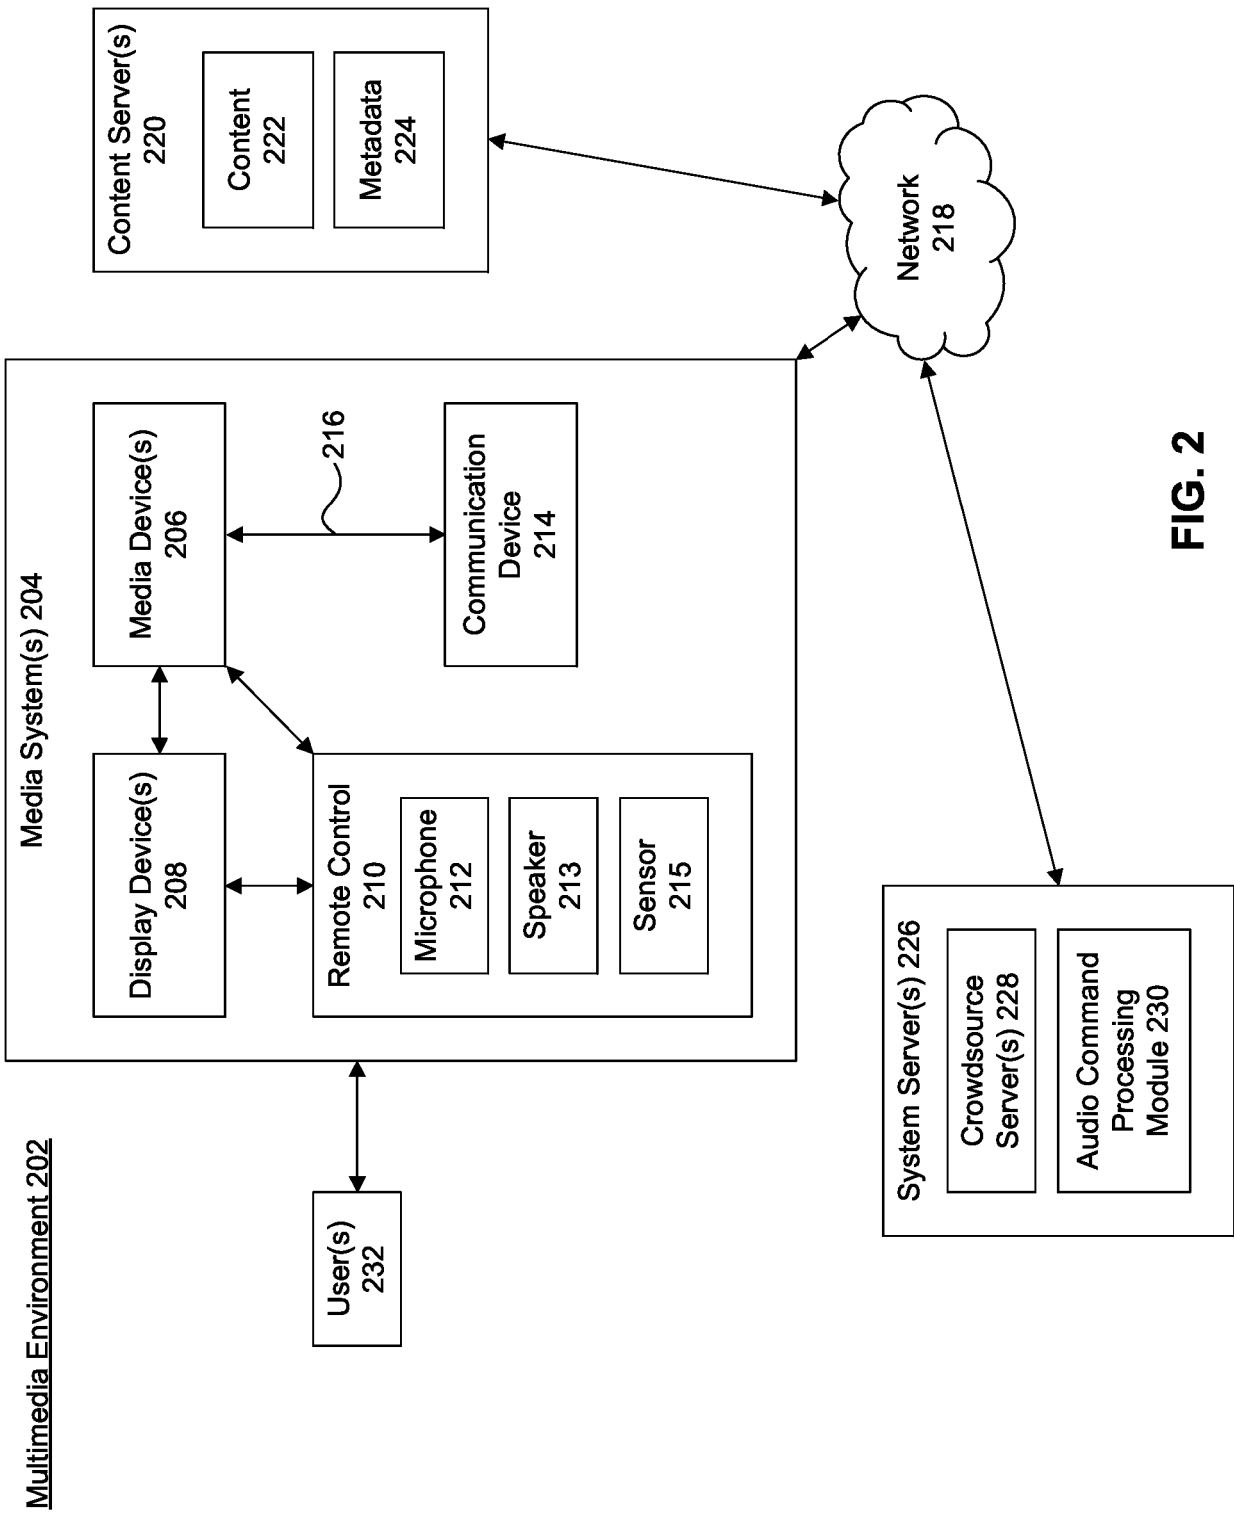 Multimedia Environment 202
Media System(s) 204
Display Device(s)
208
Media Device(s)
206
Remote Control
210
Microphone
212
Speaker
213
Sensor
215
216
Communication
Device
214
User(s)
232
Content Server(s)
220
Content
222
Metadata
224
Network
218
System Server(s) 226
Crowdsource
Server(s) 228
Audio Command
Processing
Module 230
FIG. 2